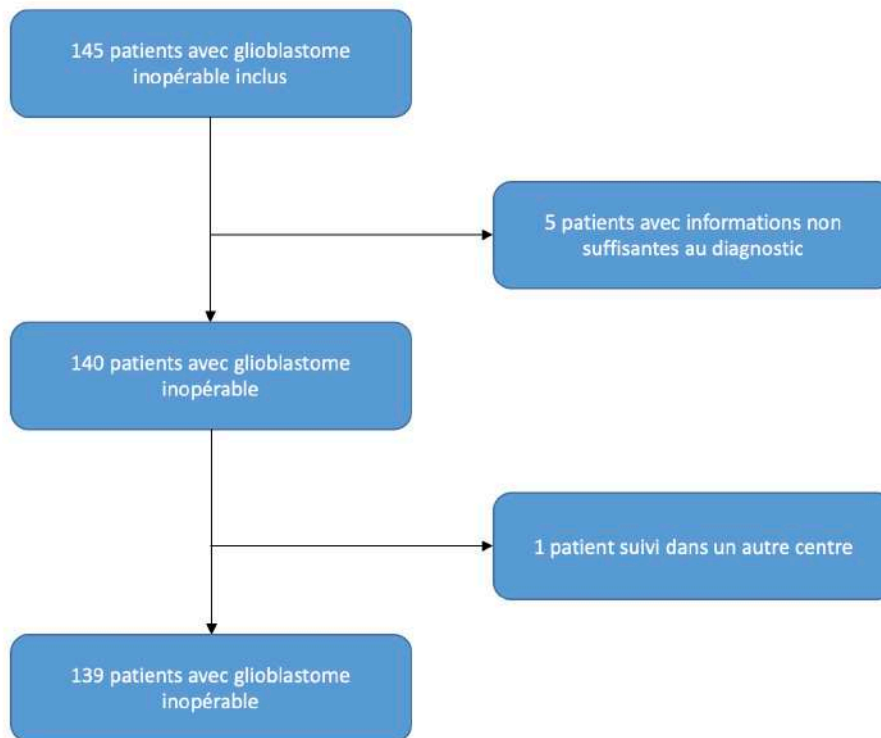 145 patients avec glioblastome
inopérable inclus
5 patients avec informations non
suffisantes au diagnostic
140 patients avec glioblastome
inopérable
1 patient suivi dans un autre centre
139 patients avec glioblastome
inopérable